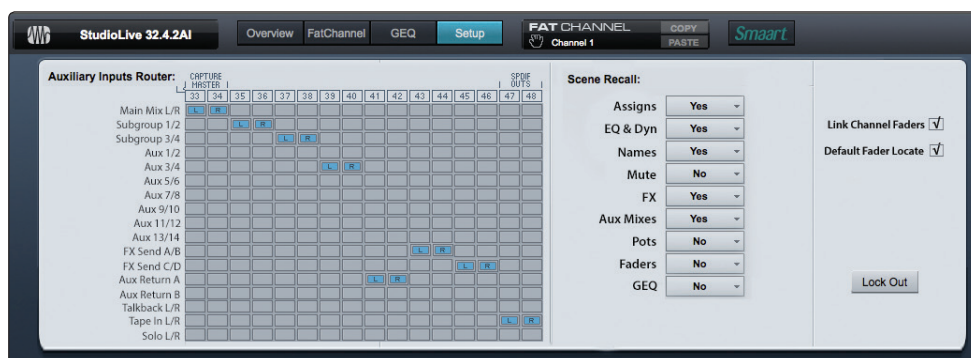 StudioLive 32.4.2AI
Overview FatChannel GEQ Setup
FAT CHANNEL
Channel 1
COPY
PASTE
Smaart
Auxiliary Inputs Router:
CAPTURE
MASTER
SPDIF
OUTS
33 34 35 36 37 38 39 40 41 42 43 44 45 46 47 48
Main Mix L/R L R
Subgroup 1/2 L R
Subgroup 3/4 L R
Aux 1/2
Aux 3/4 L R
Aux 5/6
Aux 7/8
Aux 9/10
Aux 11/12
Aux 13/14
FX Send A/B L R
FX Send C/D L R
Aux Return A L R
Aux Return B
Talkback L/R
Tape In L/R L R
Solo L/R
Scene Recall:
Assigns Yes
EQ & Dyn Yes
Names Yes
Mute No
FX Yes
Aux Mixes Yes
Pots No
Faders No
GEQ No
Link Channel Faders
Default Fader Locate
Lock Out